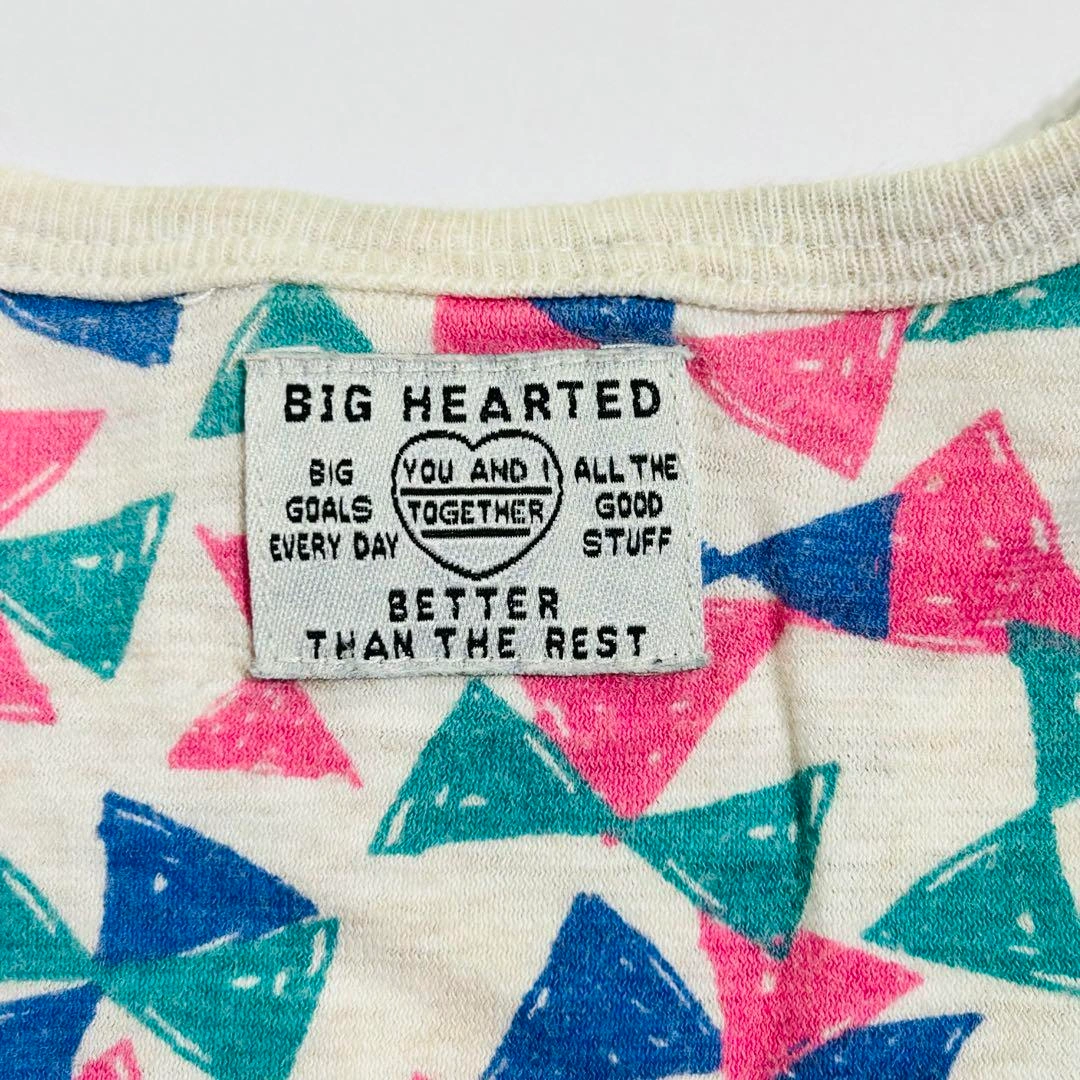 BIG HEARTED
BIG
GOALS
EVERY DAY
YOU AND I
TOGETHER
ALL THE
GOOD
STUFF
BETTER
THAN THE REST